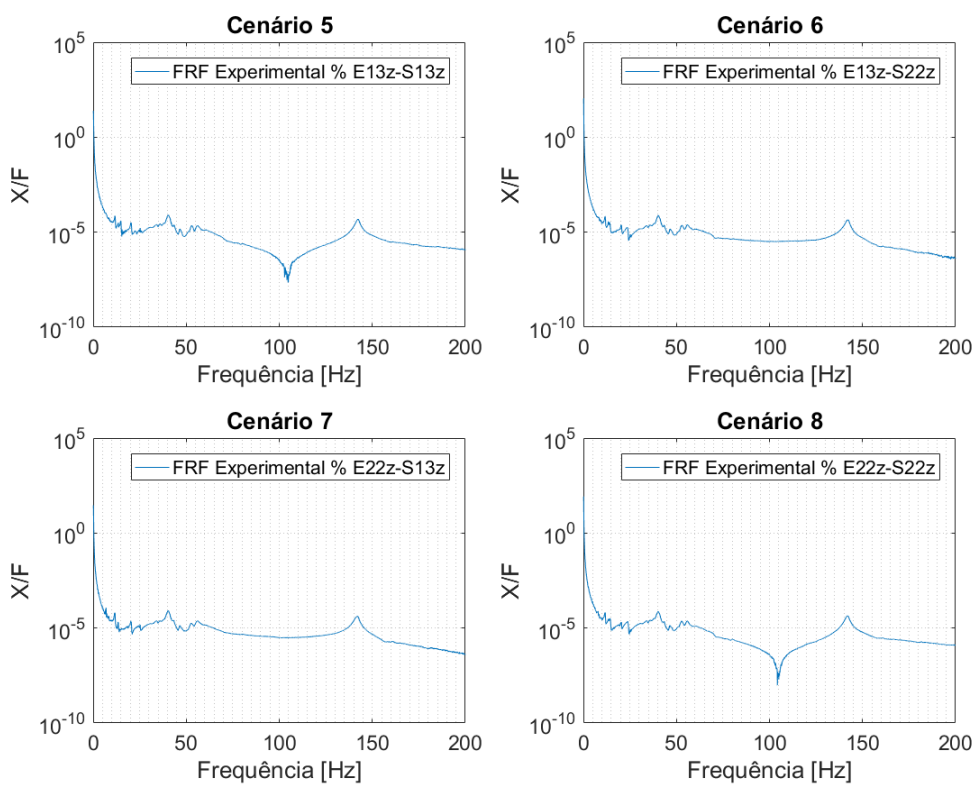 Cenário 5
X/F
10^5
10^0
10^-5
10^-10
FRF Experimental % E13z-S13z
0 50 100 150 200
Frequência [Hz]
Cenário 6
X/F
10^5
10^0
10^-5
10^-10
FRF Experimental % E13z-S22z
0 50 100 150 200
Frequência [Hz]
Cenário 7
X/F
10^5
10^0
10^-5
10^-10
FRF Experimental % E22z-S13z
0 50 100 150 200
Frequência [Hz]
Cenário 8
X/F
10^5
10^0
10^-5
10^-10
FRF Experimental % E22z-S22z
0 50 100 150 200
Frequência [Hz]